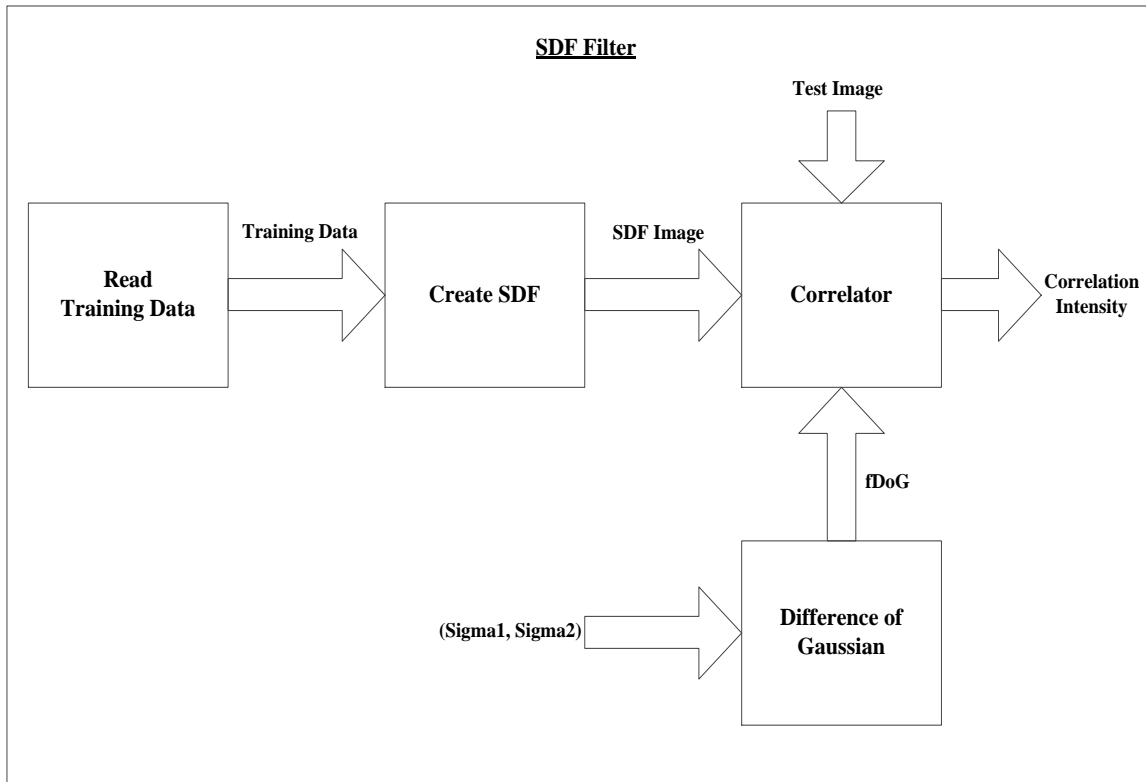 SDF Filter
Test Image
Training Data
SDF Image
Read
Training Data
Create SDF
Correlator
Correlation
Intensity
fDoG
(Sigma1, Sigma2)
Difference of
Gaussian